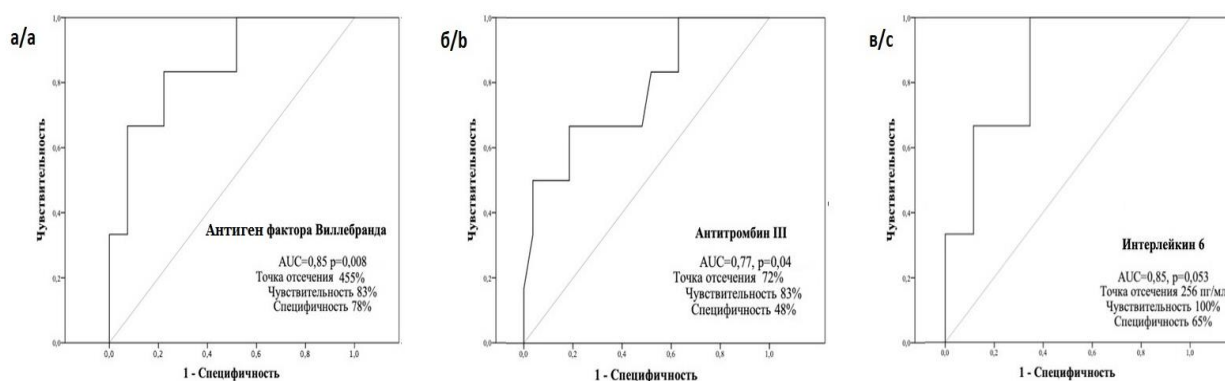 а/a
1,0
0,8
0,6
0,4
0,2
0,0
Чувствительность
Антиген фактора Виллебранда
AUC=0,85 p=0,008
Точка отсечения 455%
Чувствительность 83%
Специфичность 78%
0,0 0,2 0,4 0,6 0,8 1,0
1 - Специфичность
б/b
1,0
0,8
0,6
0,4
0,2
0,0
Чувствительность
Антитромбин III
AUC=0,77, p=0,04
Точка отсечения 72%
Чувствительность 83%
Специфичность 48%
0,0 0,2 0,4 0,6 0,8 1,0
1 - Специфичность
в/c
1,0
0,8
0,6
0,4
0,2
0,0
Чувствительность
Интерлейкин 6
AUC=0,85, p=0,053
Точка отсечения 256 пг/мл
Чувствительность 100%
Специфичность 65%
0,0 0,2 0,4 0,6 0,8 1,0
1 - Специфичность